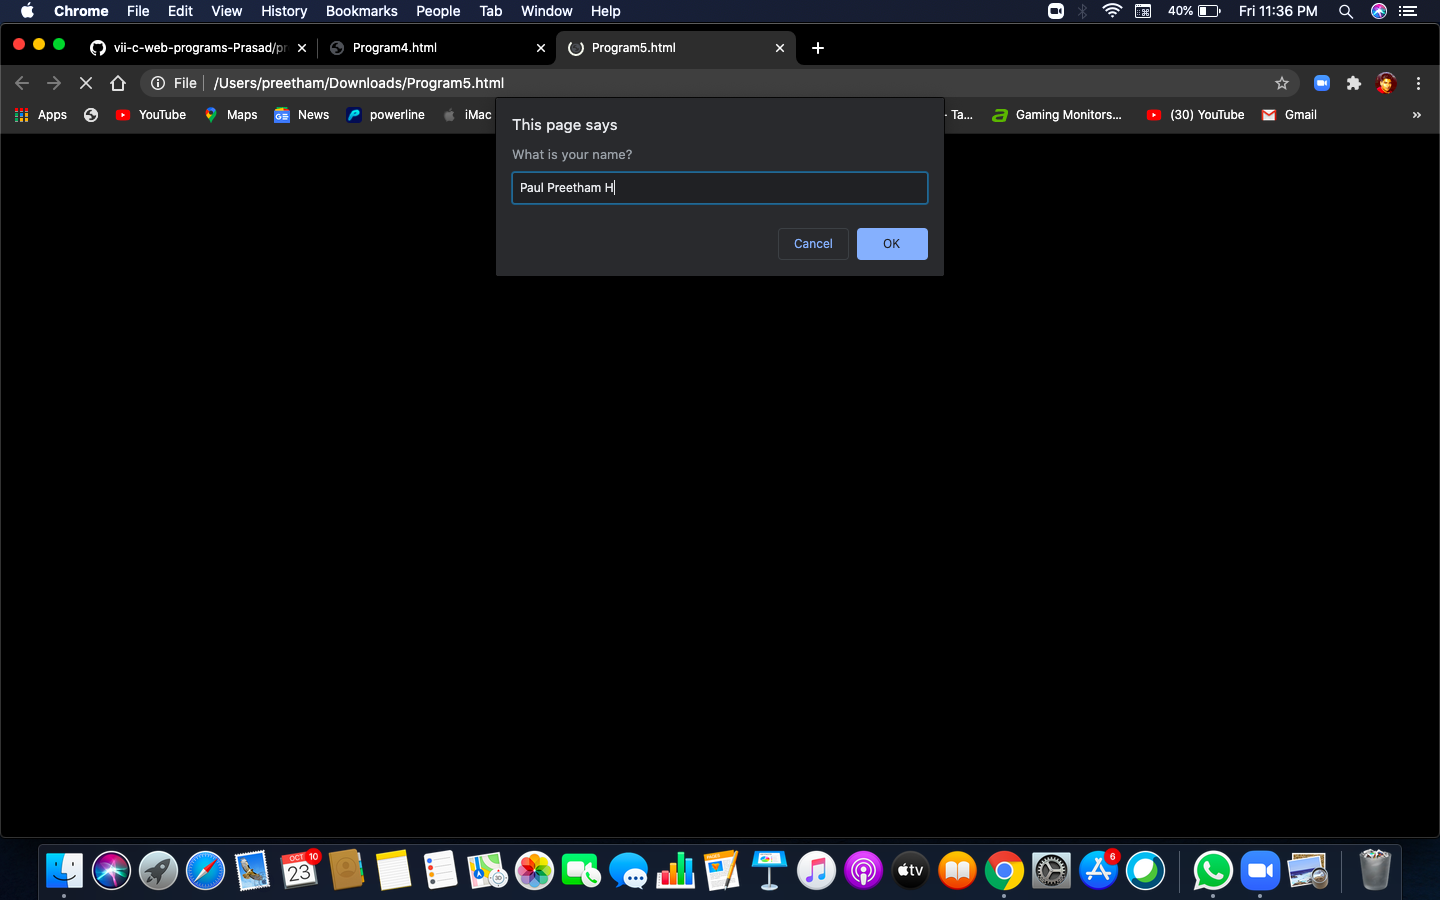 Chrome File Edit View History Bookmarks People Tab Window Help 40% Fri 11:36 PM
vii-c-web-programs-Prasad/pr Program4.html Program5.html
File /Users/preetham/Downloads/Program5.html
Apps YouTube Maps GE News powerline iMac Ta... Gaming Monitors... (30) YouTube Gmail »
This page says
What is your name?
Paul Preetham H
Cancel OK
OCT 10 6
23 3D tv